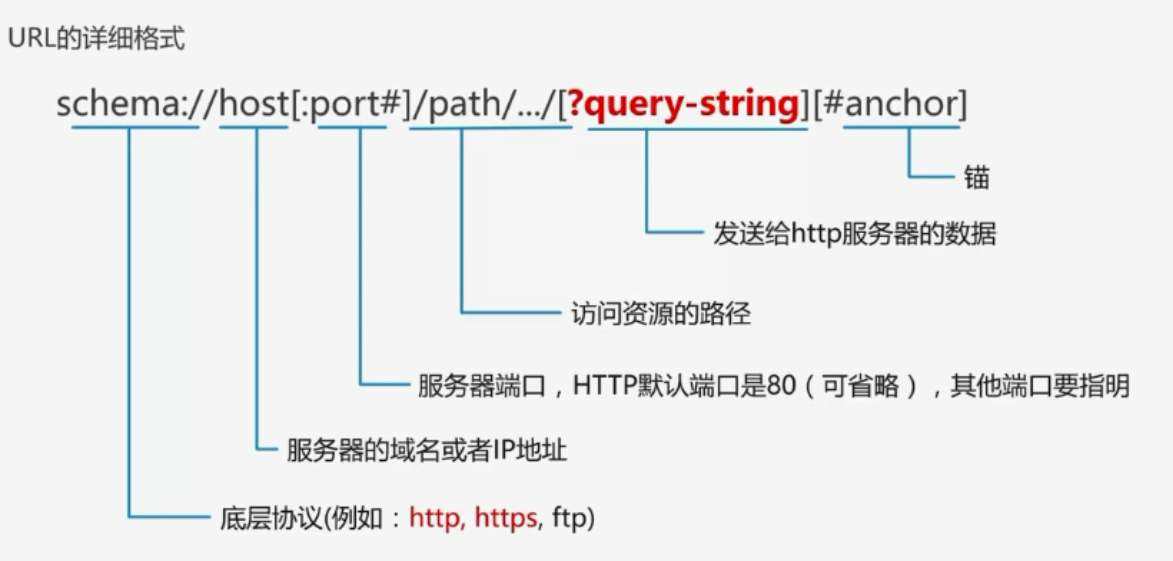 URL的详细格式
schema://host[:port#]/path/.../[?query-string][#anchor]
锚
发送给http服务器的数据
访问资源的路径
服务器端口，HTTP默认端口是80（可省略），其他端口要指明
服务器的域名或者IP地址
底层协议(例如：http, https, ftp)